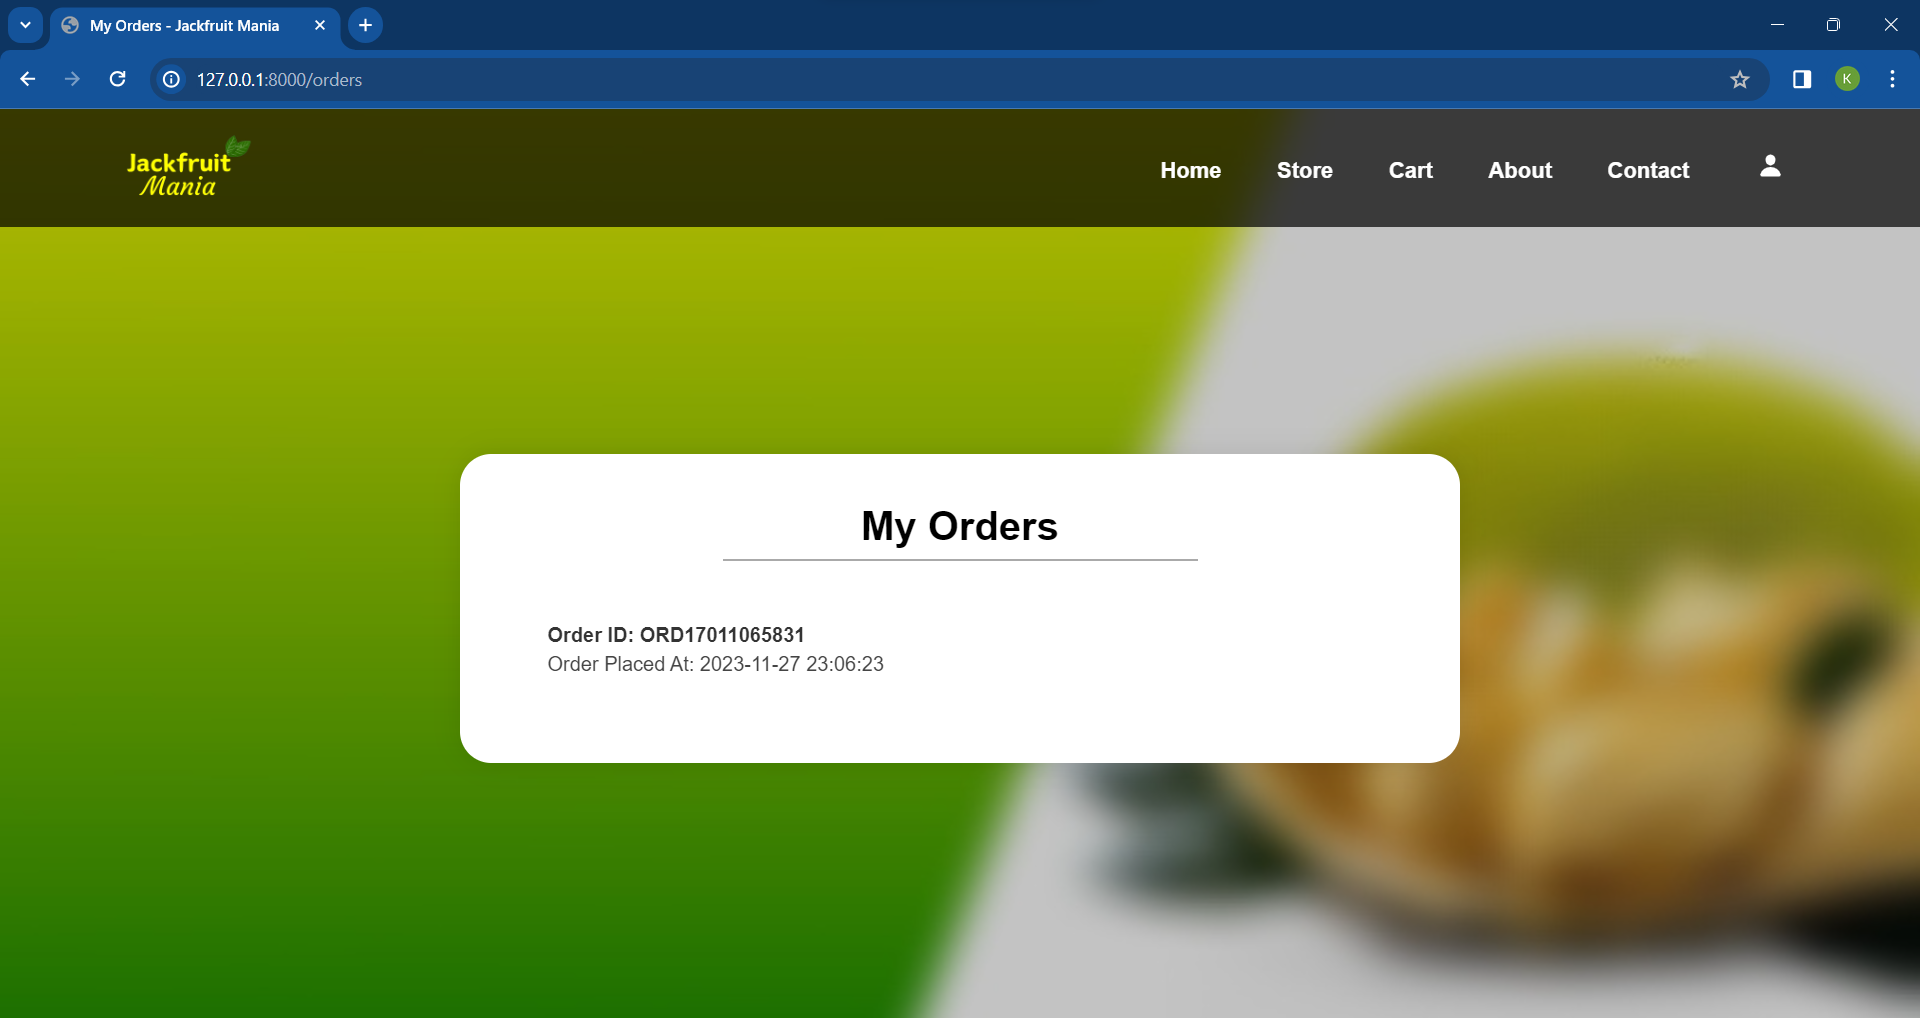 My Orders - Jackfruit Mania
127.0.0.1:8000/orders
K
Jackfruit
Mania
Home Store Cart About Contact
My Orders
Order ID: ORD17011065831
Order Placed At: 2023-11-27 23:06:23